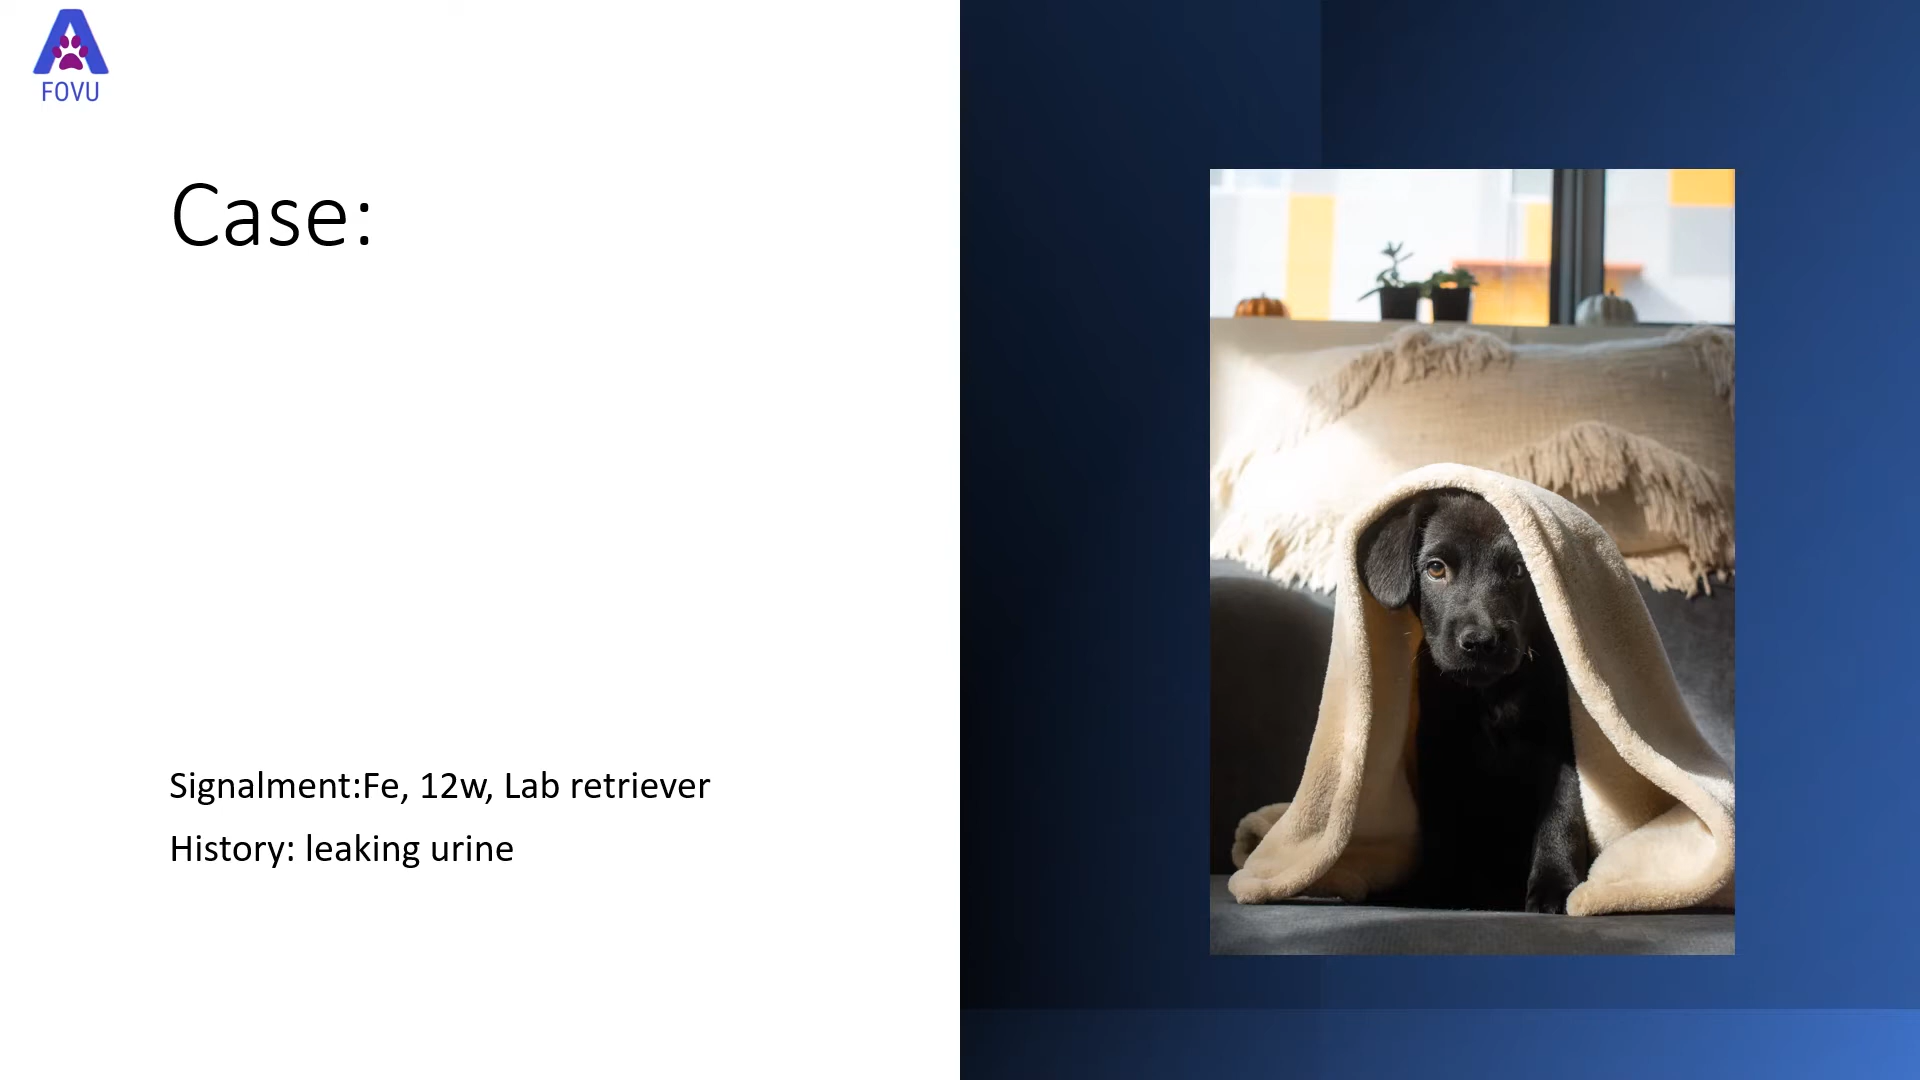 A
FOVU
Case:
Signalment:Fe, 12w, Lab retriever
History: leaking urine